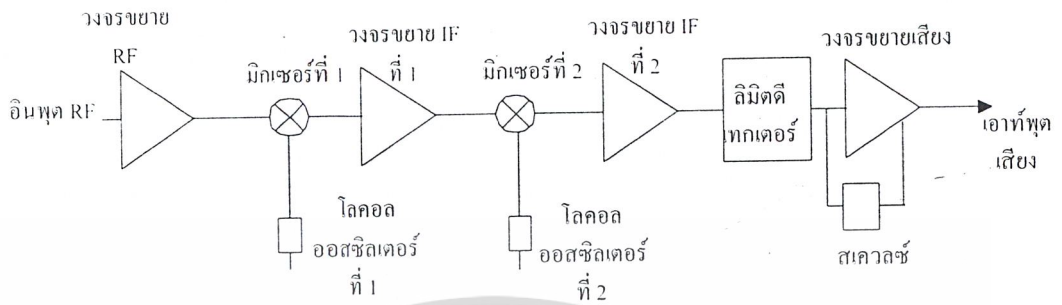 วงจรขยาย
RF
อินพุต RF
มิกเซอร์ที่ 1
วงจรขยาย IF
ที่ 1
มิกเซอร์ที่ 2
วงจรขยาย IF
ที่ 2
ลิมิตดี
เทกเตอร์
วงจรขยายเสียง
เอาท์พุต
เสียง
โลคอล
ออสซิลเตอร์
ที่ 1
โลคอล
ออสซิลเตอร์
ที่ 2
สเควลซ์